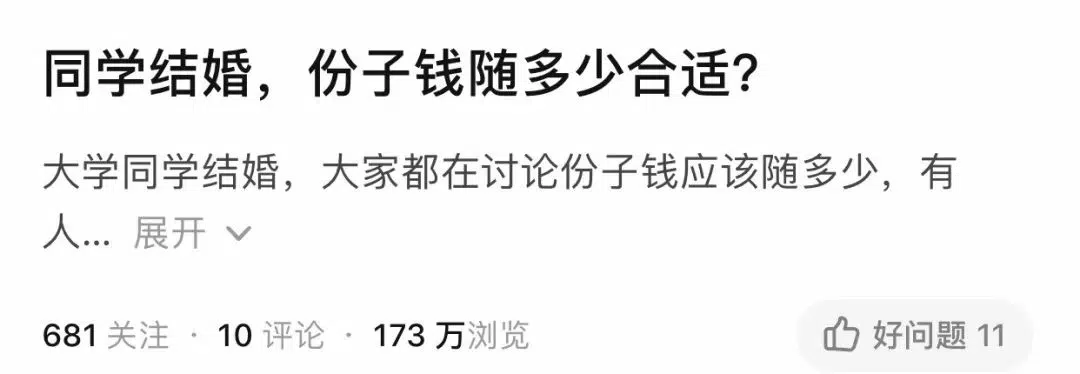 同学结婚，份子钱随多少合适？
大学同学结婚，大家都在讨论份子钱应该随多少，有
人... 展开
681 关注 · 10 评论 · 173 万浏览 好问题 11